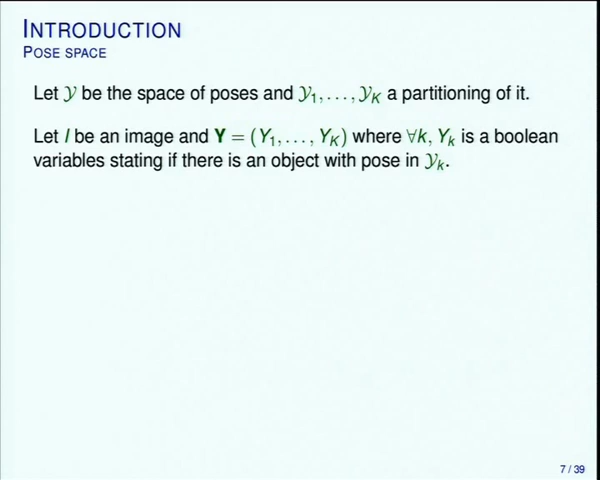 INTRODUCTION
POSE SPACE
Let 𝒴 be the space of poses and 𝒴₁, . . . , 𝒴_K a partitioning of it.
Let I be an image and Y = (Y₁, . . . , Y_K) where ∀k, Y_k is a boolean
variables stating if there is an object with pose in 𝒴_k.
7 / 39